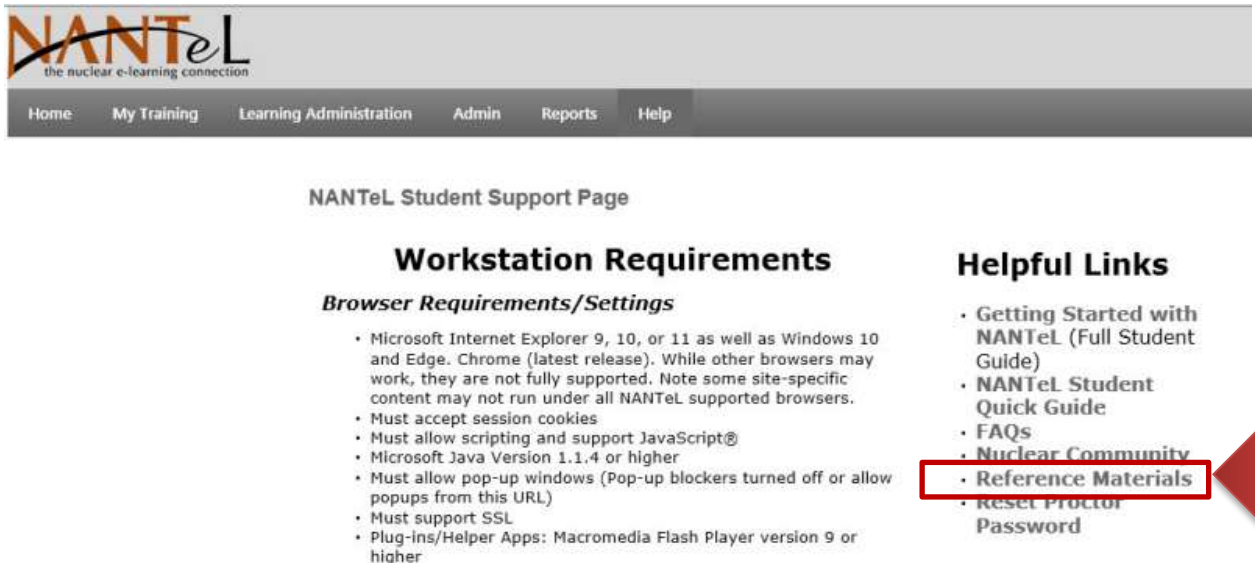 NANTeL
the nuclear e-learning connection
Home My Training Learning Administration Admin Reports Help
NANTeL Student Support Page
Workstation Requirements
Browser Requirements/Settings
• Microsoft Internet Explorer 9, 10, or 11 as well as Windows 10
and Edge. Chrome (latest release). While other browsers may
work, they are not fully supported. Note some site-specific
content may not run under all NANTeL supported browsers.
• Must accept session cookies
• Must allow scripting and support JavaScript®
• Microsoft Java Version 1.1.4 or higher
• Must allow pop-up windows (Pop-up blockers turned off or allow
popups from this URL)
• Must support SSL
• Plug-ins/Helper Apps: Macromedia Flash Player version 9 or
higher
Helpful Links
• Getting Started with
NANTeL (Full Student
Guide)
• NANTeL Student
Quick Guide
• FAQs
• Nuclear Community
• Reference Materials
• Reset Proctor
Password